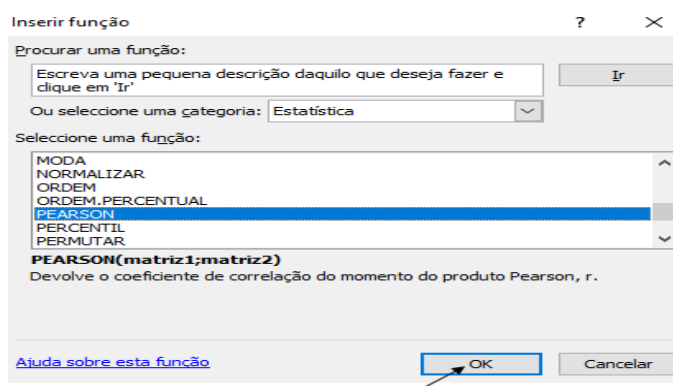 Inserir função ? ×
Procurar uma função:
Escreva uma pequena descrição daquilo que deseja fazer e
clique em 'Ir'
Ir
Ou seleccione uma categoria: Estatística
Seleccione uma função:
MODA
NORMALIZAR
ORDEM
ORDEM.PERCENTUAL
PEARSON
PERCENTIL
PERMUTAR
PEARSON(matriz1;matriz2)
Devolve o coeficiente de correlação do momento do produto Pearson, r.
Ajuda sobre esta função
OK
Cancelar